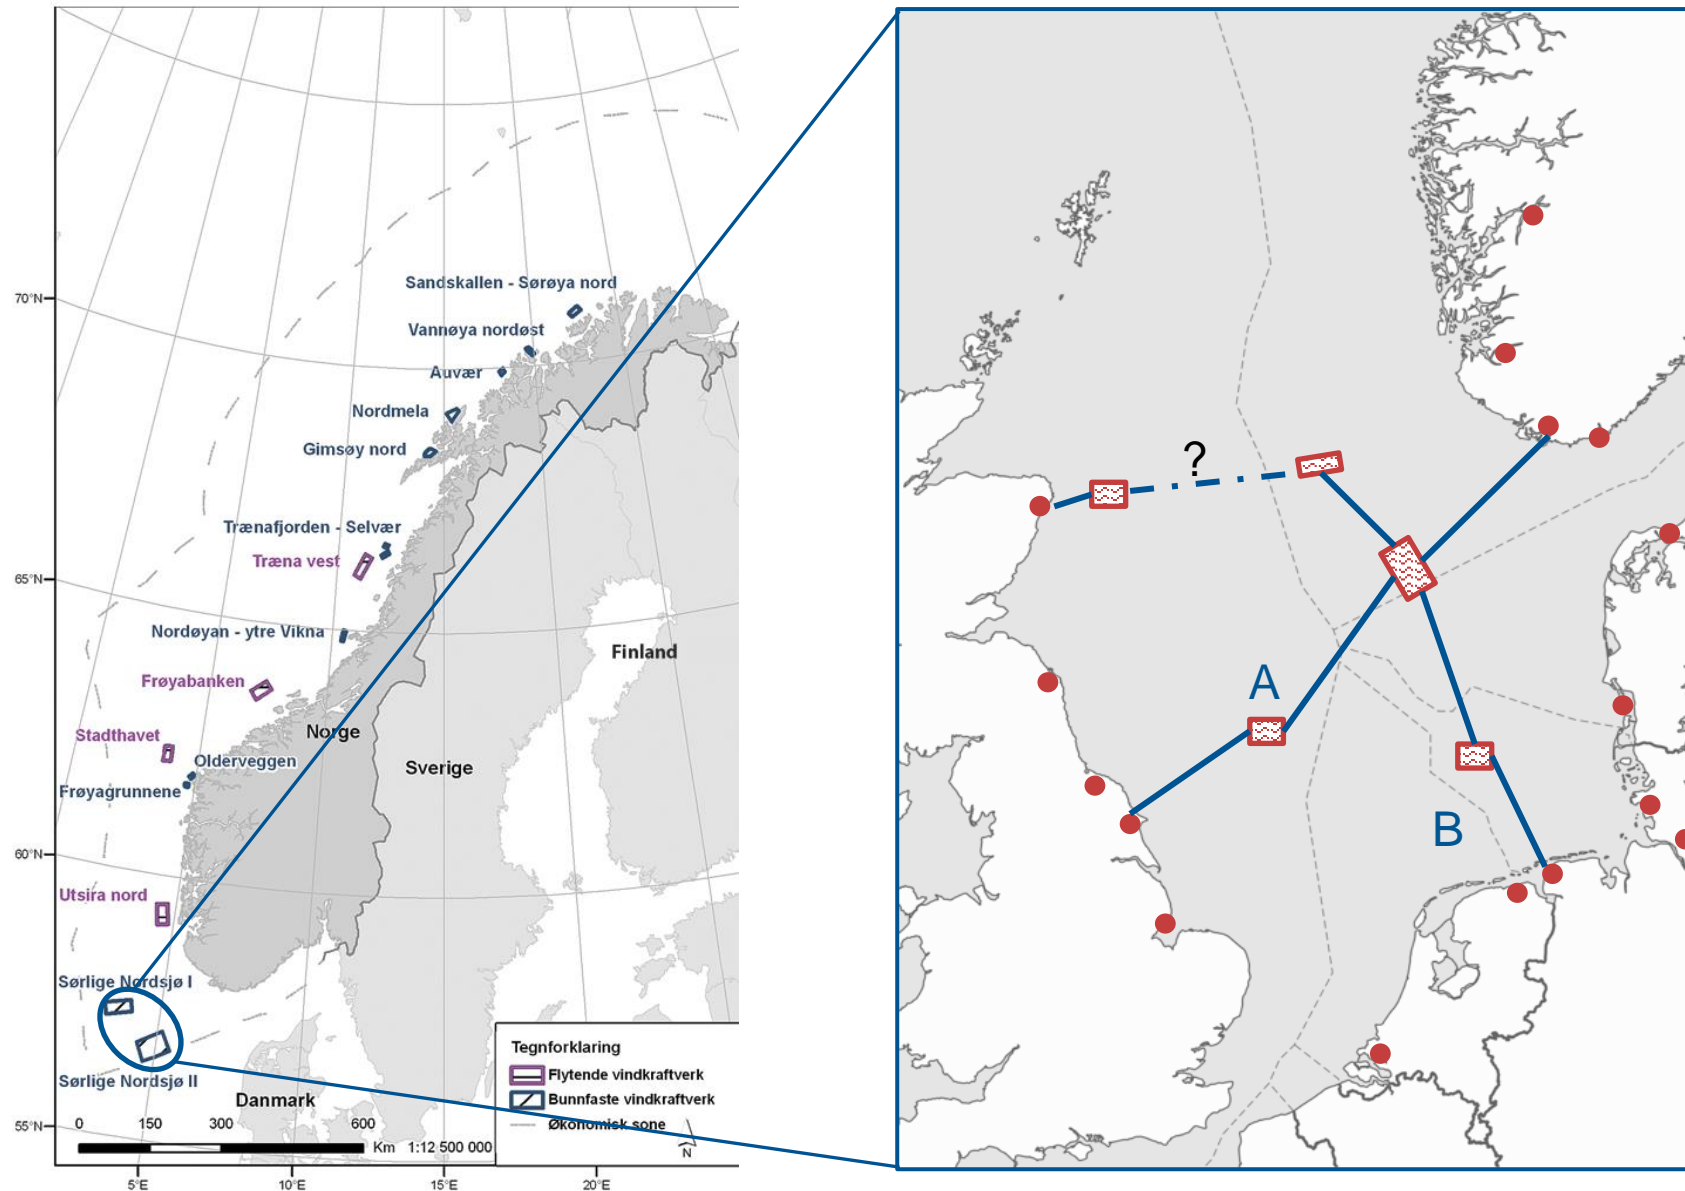 70°N
65°N
60°N
55°N
Sandskallen - Sørøya nord
Vannøya nordøst
Auvær
Nordmela
Gimsøy nord
Trænafjorden - Selvær
Træna vest
Nordøyan - ytre Vikna
Frøyabanken
Stadthavet
Olderveggen
Frøyagrunnene
Utsira nord
Sørlige Nordsjø I
Sørlige Nordsjø II
Norge
Sverige
Finland
Danmark
Tegnforklaring
Flytende vindkraftverk
Bunnfaste vindkraftverk
Økonomisk sone
N
0 150 300 600
Km 1:12 500 000
5°E 10°E 15°E 20°E
?
A
B